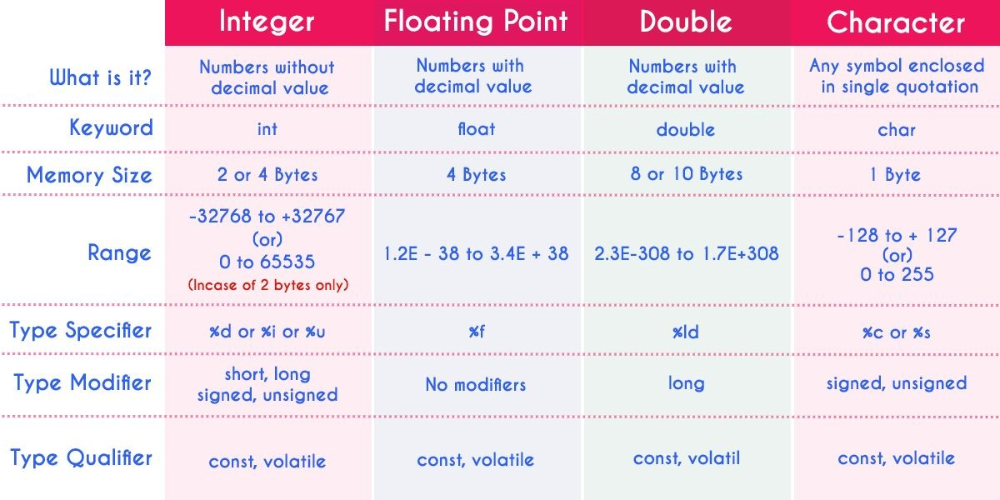 Integer Floating Point Double Character
What is it?
Numbers without
decimal value
Numbers with
decimal value
Numbers with
decimal value
Any symbol enclosed
in single quotation
Keyword
int
float
double
char
Memory Size
2 or 4 Bytes
4 Bytes
8 or 10 Bytes
1 Byte
Range
-32768 to +32767
(or)
0 to 65535
(Incase of 2 bytes only)
1.2E - 38 to 3.4E + 38
2.3E-308 to 1.7E+308
-128 to + 127
(or)
0 to 255
Type Specifier
%d or %i or %u
%f
%ld
%c or %s
Type Modifier
short, long
signed, unsigned
No modifiers
long
signed, unsigned
Type Qualifier
const, volatile
const, volatile
const, volatil
const, volatile